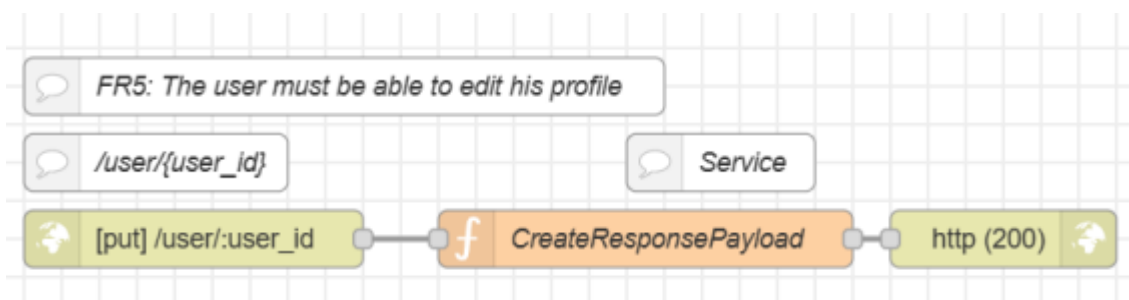 FR5: The user must be able to edit his profile
/user/{user_id}
Service
[put] /user/:user_id
CreateResponsePayload
http (200)